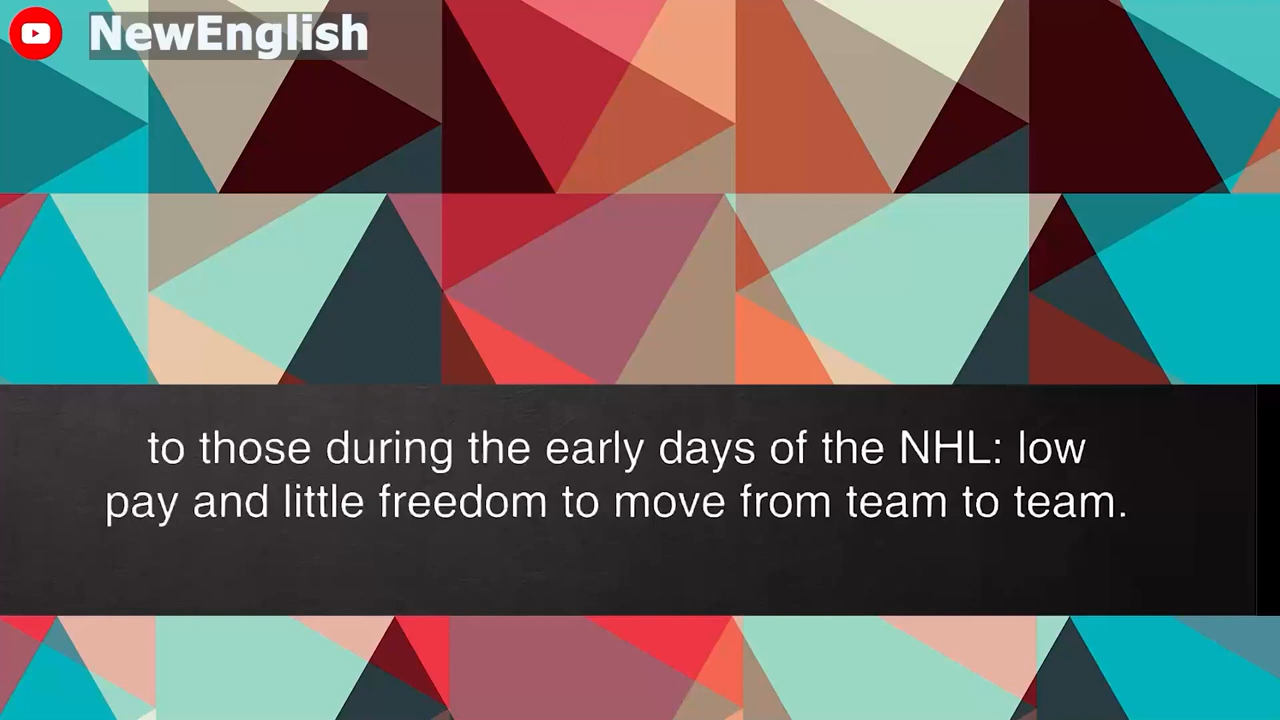 NewEnglish
to those during the early days of the NHL: low
pay and little freedom to move from team to team.